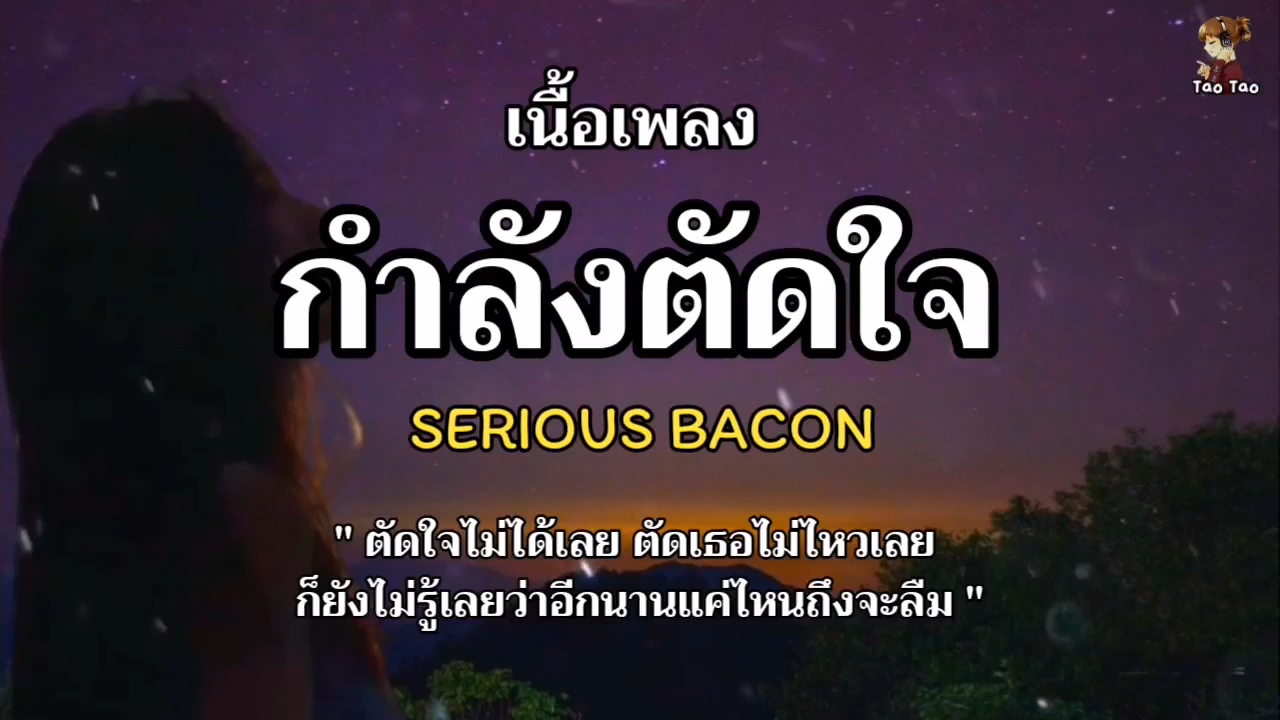 Tao Tao
เนื้อเพลง
กำลังตัดใจ
SERIOUS BACON
" ตัดใจไม่ได้เลย ตัดเธอไม่ไหวเลย
ก็ยังไม่รู้เลยว่าอีกนานแค่ไหนถึงจะลืม "